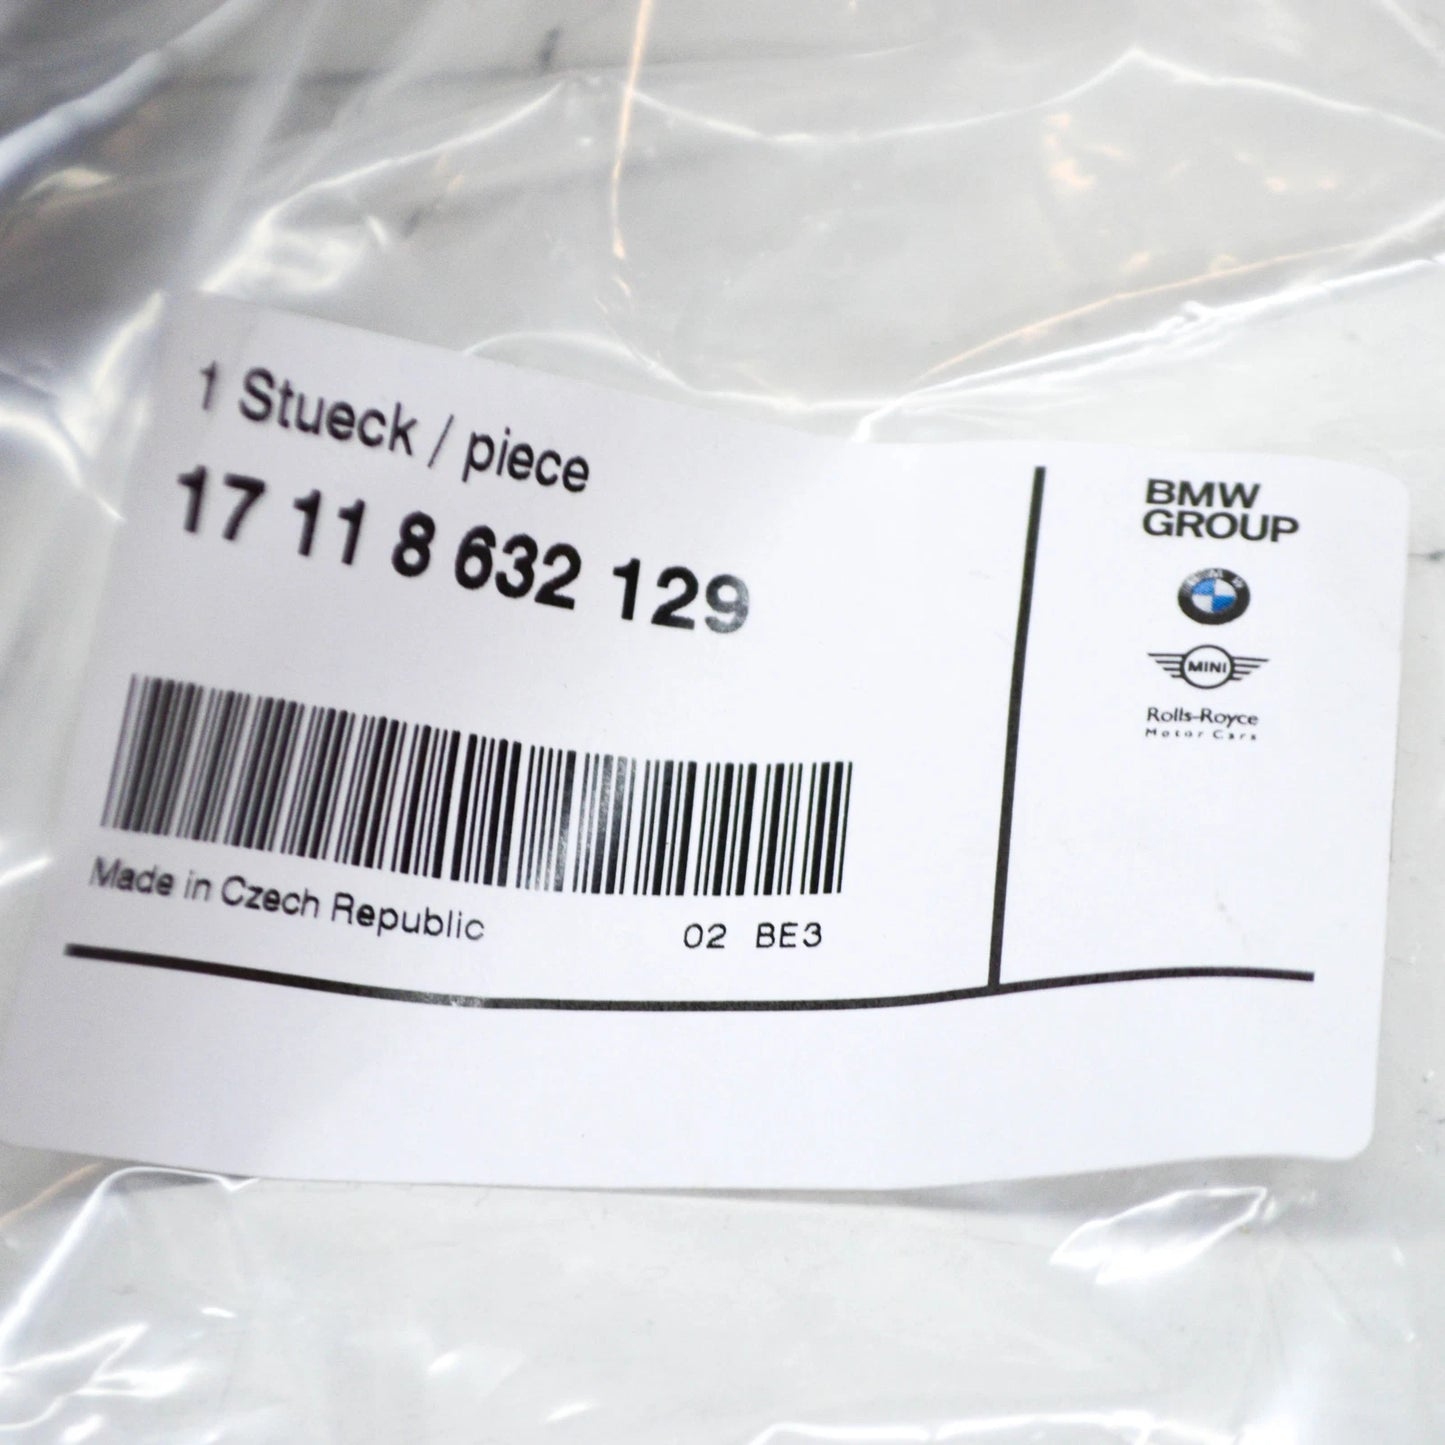 1 Stueck / piece
17 11 8 632 129
Made in Czech Republic
02 BE3
BMW
GROUP
MINI
Rolls-Royce
Motor Cars